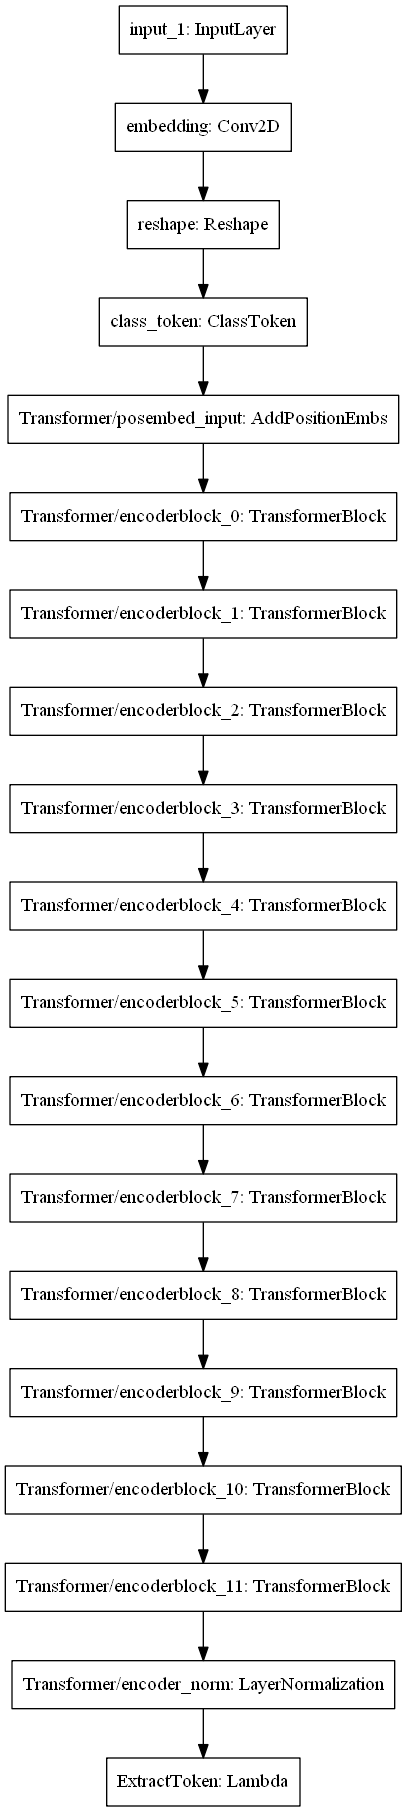 input_1: InputLayer
embedding: Conv2D
reshape: Reshape
class_token: ClassToken
Transformer/posembed_input: AddPositionEmbs
Transformer/encoderblock_0: TransformerBlock
Transformer/encoderblock_1: TransformerBlock
Transformer/encoderblock_2: TransformerBlock
Transformer/encoderblock_3: TransformerBlock
Transformer/encoderblock_4: TransformerBlock
Transformer/encoderblock_5: TransformerBlock
Transformer/encoderblock_6: TransformerBlock
Transformer/encoderblock_7: TransformerBlock
Transformer/encoderblock_8: TransformerBlock
Transformer/encoderblock_9: TransformerBlock
Transformer/encoderblock_10: TransformerBlock
Transformer/encoderblock_11: TransformerBlock
Transformer/encoder_norm: LayerNormalization
ExtractToken: Lambda